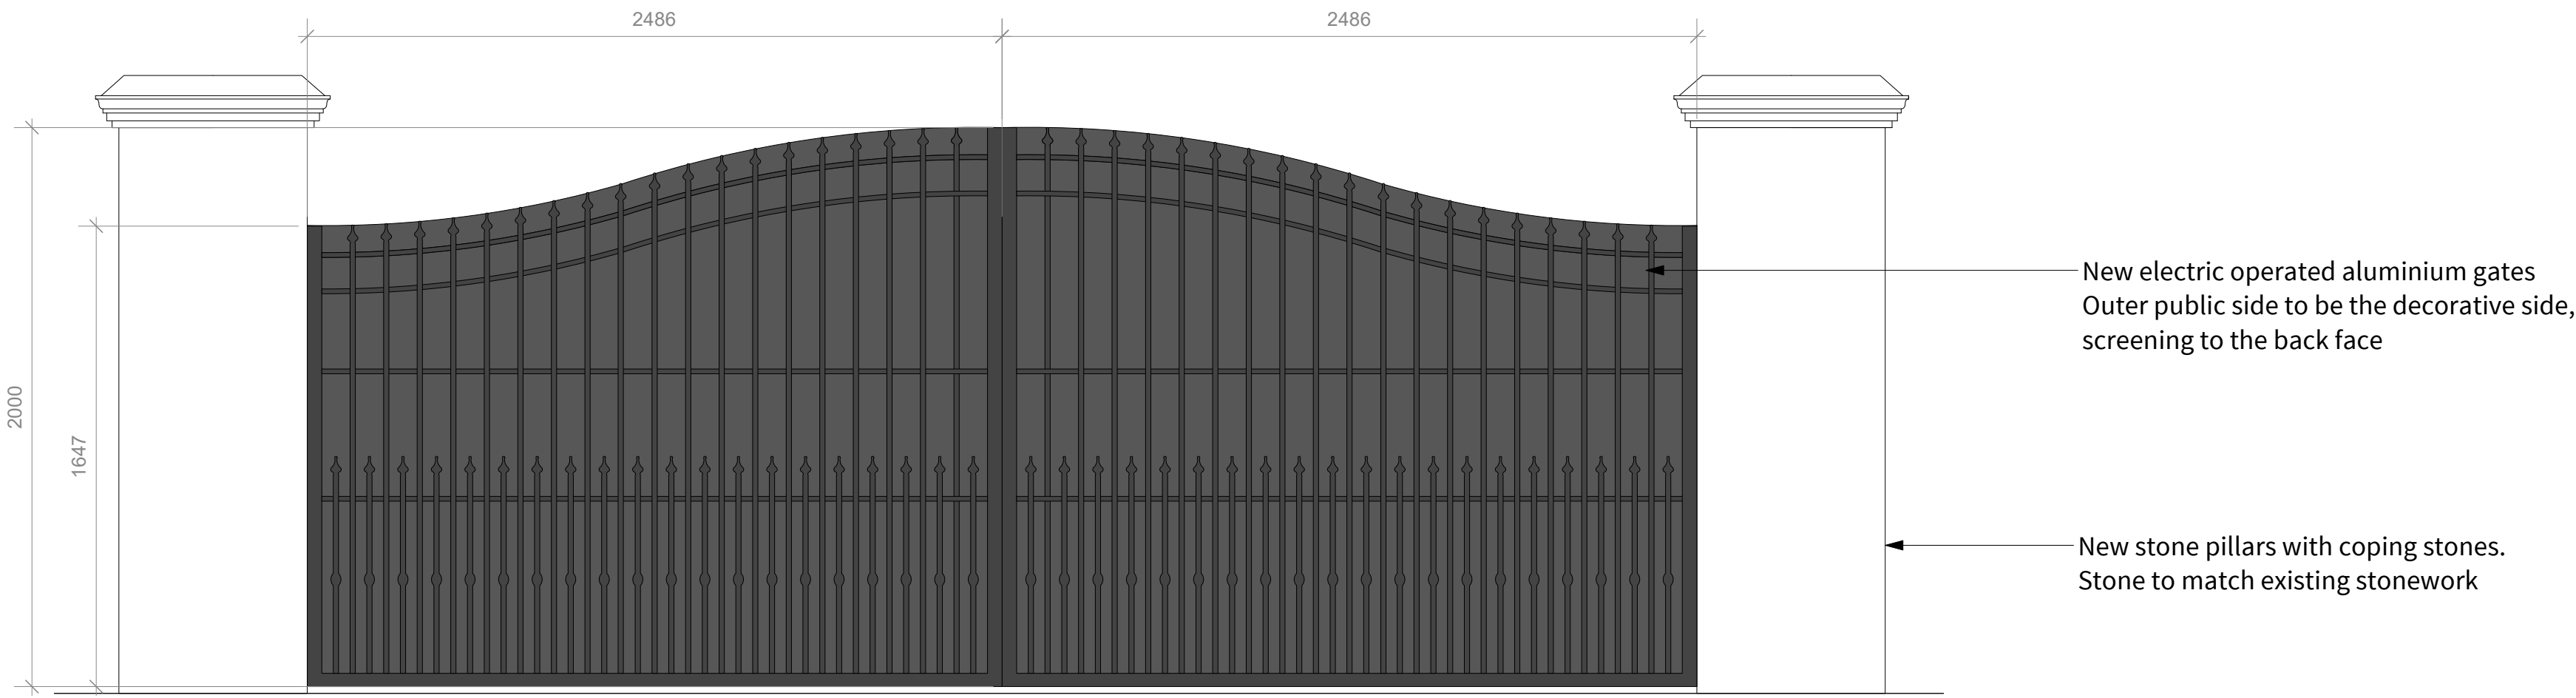 2486
2486
2000
1647
New electric operated aluminium gates
Outer public side to be the decorative side,
screening to the back face
New stone pillars with coping stones.
Stone to match existing stonework